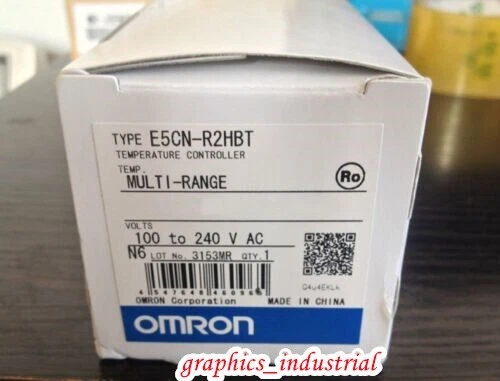 TYPE E5CN-R2HBT
TEMPERATURE CONTROLLER
TEMP.
MULTI-RANGE
Ro
VOLTS
100 to 240 V AC
N6 LOT No. 3153MR QTY.1
OMRON Corporation MADE IN CHINA
OMRON
graphics_industrial